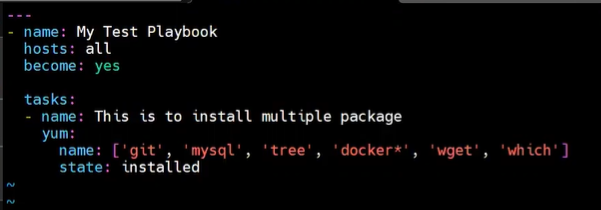 ---
- name: My Test Playbook
  hosts: all
  become: yes

  tasks:
  - name: This is to install multiple package
    yum:
      name: ['git', 'mysql', 'tree', 'docker*', 'wget', 'which']
      state: installed
~
~